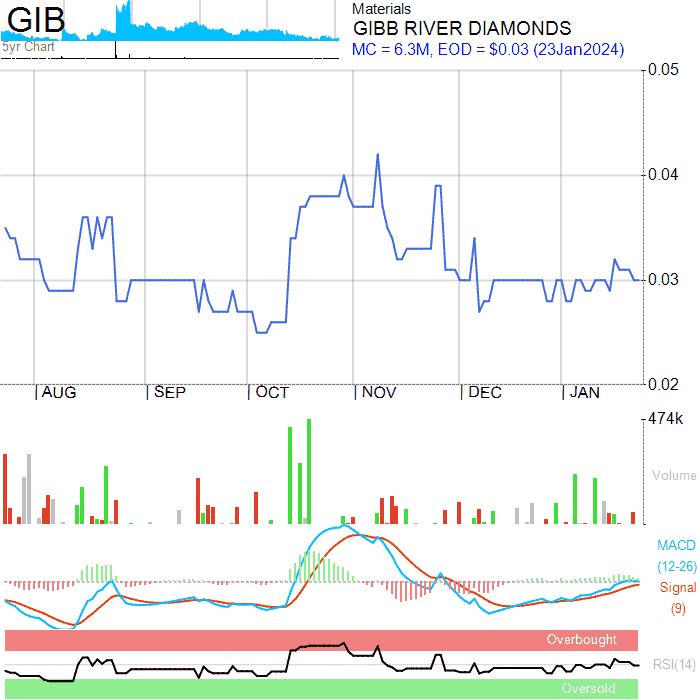 GIB
5yr Chart
Materials
GIBB RIVER DIAMONDS
MC = 6.3M, EOD = $0.03 (23Jan2024)
0.05
0.04
0.03
0.02
AUG SEP OCT NOV DEC JAN
474k
Volume
MACD
(12-26)
Signal
(9)
Overbought
RSI(14)
Oversold